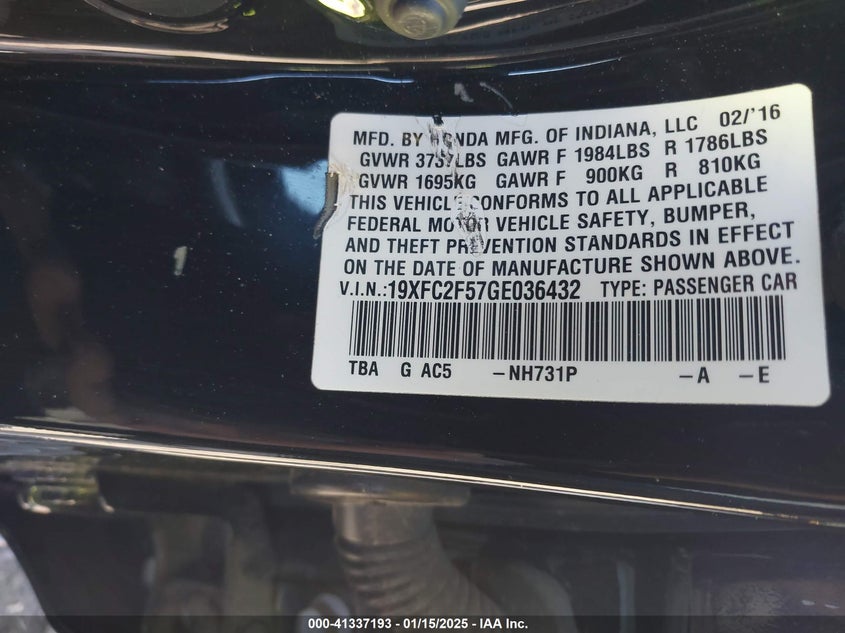 MFD. BY HONDA MFG. OF INDIANA, LLC 02/'16
GVWR 3737LBS GAWR F 1984LBS R 1786LBS
GVWR 1695KG GAWR F 900KG R 810KG
THIS VEHICLE CONFORMS TO ALL APPLICABLE
FEDERAL MOTOR VEHICLE SAFETY, BUMPER,
AND THEFT PREVENTION STANDARDS IN EFFECT
ON THE DATE OF MANUFACTURE SHOWN ABOVE.
V.I.N.:19XFC2F57GE036432 TYPE: PASSENGER CAR
TBA G AC5 -NH731P -A -E
000-41337193 - 01/15/2025 - IAA Inc.